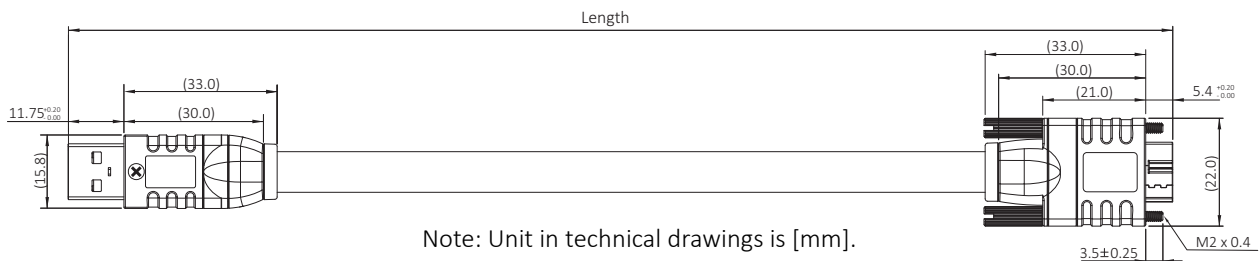 Length
(33.0)
(30.0)
(21.0)
5.4 +0.20 -0.00
(33.0)
(30.0)
11.75 +0.20 -0.00
(15.8)
(22.0)
Note: Unit in technical drawings is [mm].
M2 x 0.4
3.5±0.25